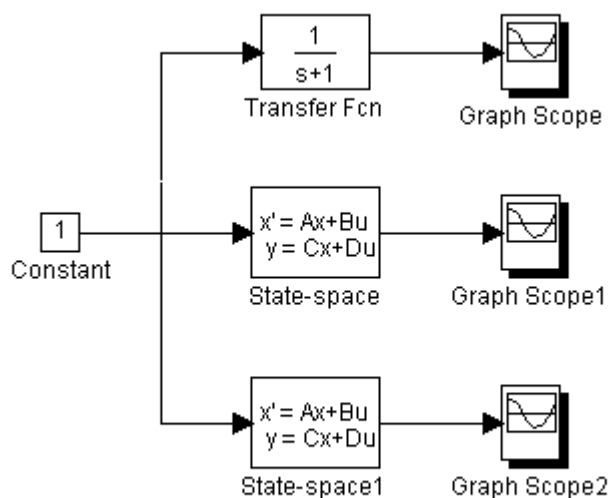 1
s+1
Transfer Fcn
Graph Scope
1
Constant
x' = Ax+Bu
y = Cx+Du
State-space
Graph Scope1
x' = Ax+Bu
y = Cx+Du
State-space1
Graph Scope2